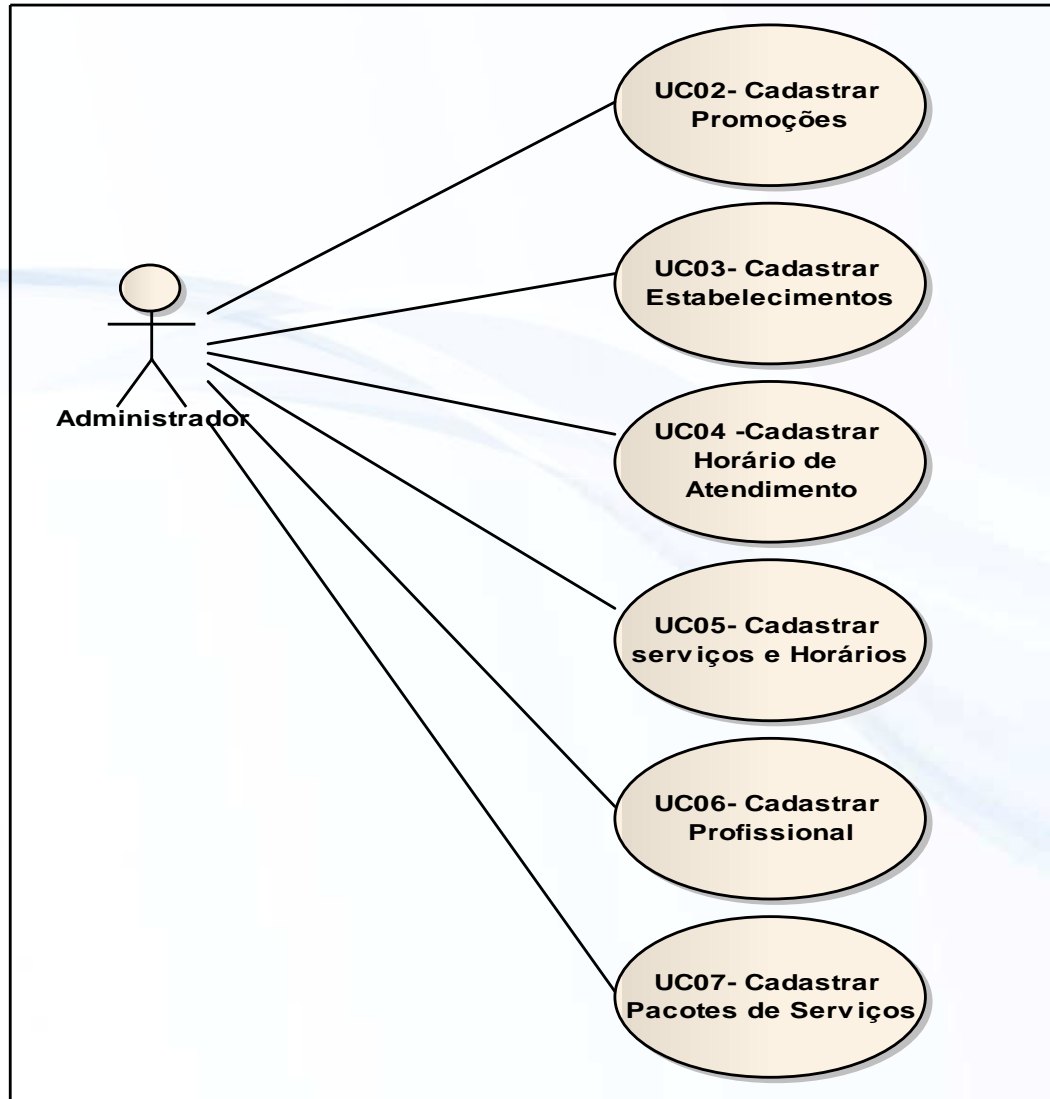 UC02- Cadastrar
Promoções
UC03- Cadastrar
Estabelecimentos
Administrador
UC04 -Cadastrar
Horário de
Atendimento
UC05- Cadastrar
serviços e Horários
UC06- Cadastrar
Profissional
UC07- Cadastrar
Pacotes de Serviços